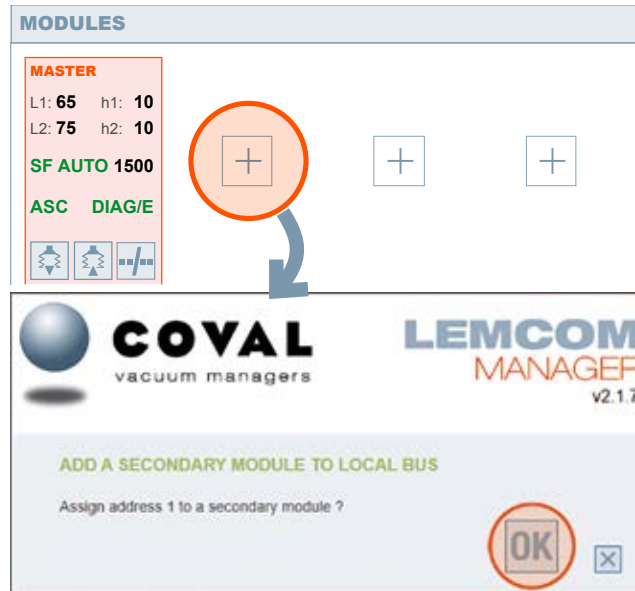 MODULES
MASTER
L1: 65 h1: 10
L2: 75 h2: 10
SF AUTO 1500
ASC DIAG/E
COVAL
vacuum managers
LEMCOM
MANAGER
v2.1.7
ADD A SECONDARY MODULE TO LOCAL BUS
Assign address 1 to a secondary module ?
OK